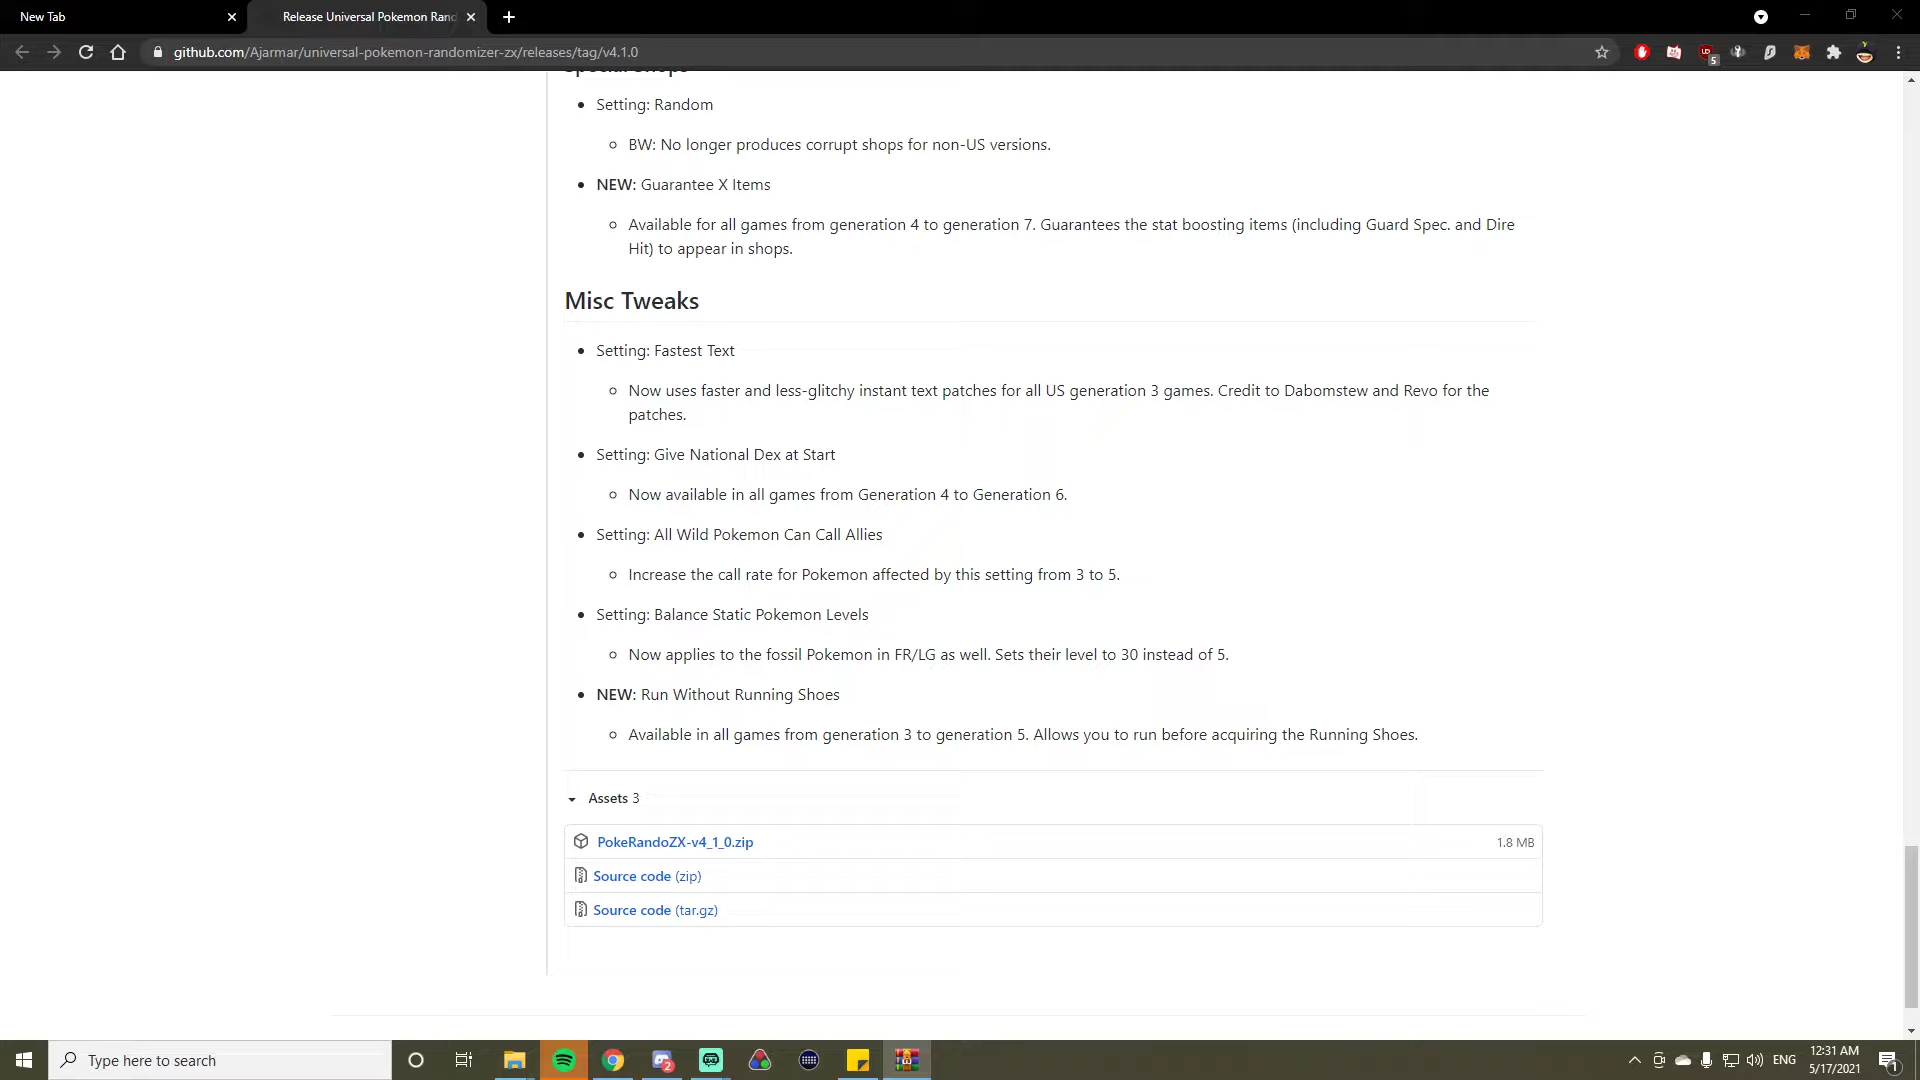 New Tab
Release Universal Pokemon Rand
github.com/Ajarmar/universal-pokemon-randomizer-zx/releases/tag/v4.1.0
5
Special Shops
Setting: Random
BW: No longer produces corrupt shops for non-US versions.
NEW: Guarantee X Items
Available for all games from generation 4 to generation 7. Guarantees the stat boosting items (including Guard Spec. and Dire
Hit) to appear in shops.
Misc Tweaks
Setting: Fastest Text
Now uses faster and less-glitchy instant text patches for all US generation 3 games. Credit to Dabomstew and Revo for the
patches.
Setting: Give National Dex at Start
Now available in all games from Generation 4 to Generation 6.
Setting: All Wild Pokemon Can Call Allies
Increase the call rate for Pokemon affected by this setting from 3 to 5.
Setting: Balance Static Pokemon Levels
Now applies to the fossil Pokemon in FR/LG as well. Sets their level to 30 instead of 5.
NEW: Run Without Running Shoes
Available in all games from generation 3 to generation 5. Allows you to run before acquiring the Running Shoes.
Assets 3
PokeRandoZX-v4_1_0.zip 1.8 MB
Source code (zip)
Source code (tar.gz)
Type here to search
2
ENG
12:31 AM
5/17/2021
1